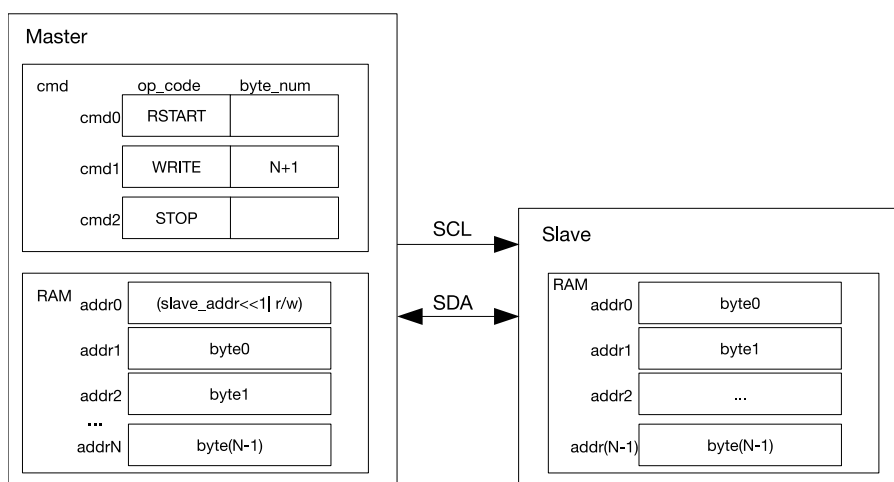 Master
cmd op_code byte_num
cmd0 RSTART
cmd1 WRITE N+1
cmd2 STOP
RAM
addr0 (slave_addr<<1| r/w)
addr1 byte0
addr2 byte1
...
addrN byte(N-1)
SCL
SDA
Slave
RAM
addr0 byte0
addr1 byte1
addr2 ...
addr(N-1) byte(N-1)